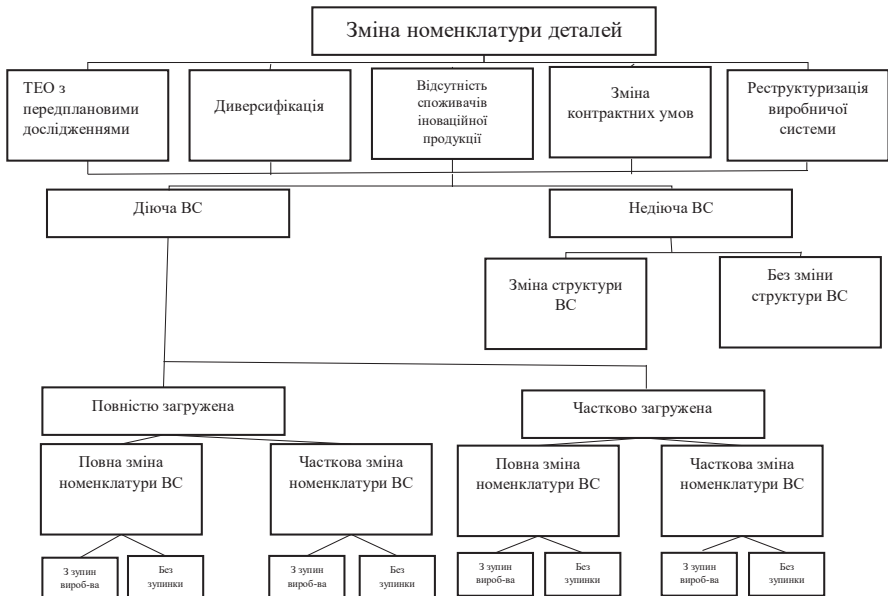 Зміна номенклатури деталей
ТЕО з
передплановими
дослідженнями
Диверсифікація
Відсутність
споживачів
іноваційної
продукції
Зміна
контрактних умов
Реструктуризація
виробничої
системи
Діюча ВС
Недіюча ВС
Зміна структури
ВС
Без зміни
структури ВС
Повністю загружена
Частково загружена
Повна зміна
номенклатури ВС
Часткова зміна
номенклатури ВС
Повна зміна
номенклатури ВС
Часткова зміна
номенклатури ВС
З зупин
вироб-ва
Без
зупинки
З зупин
вироб-ва
Без
зупинки
З зупин
вироб-ва
Без
зупинки
З зупин
вироб-ва
Без
зупинки